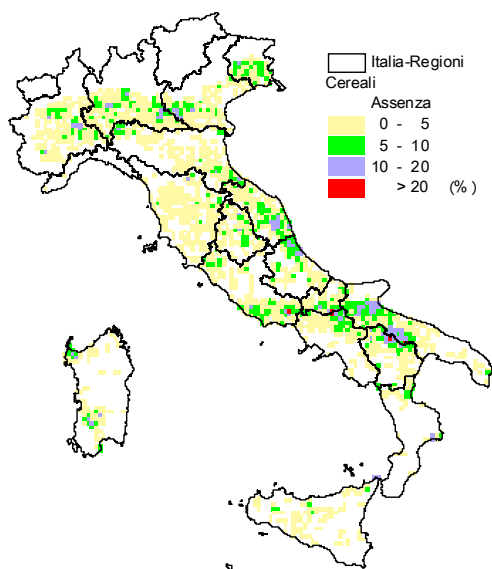 Italia-Regioni
Cereali
Assenza
0 - 5
5 - 10
10 - 20
> 20 (%)